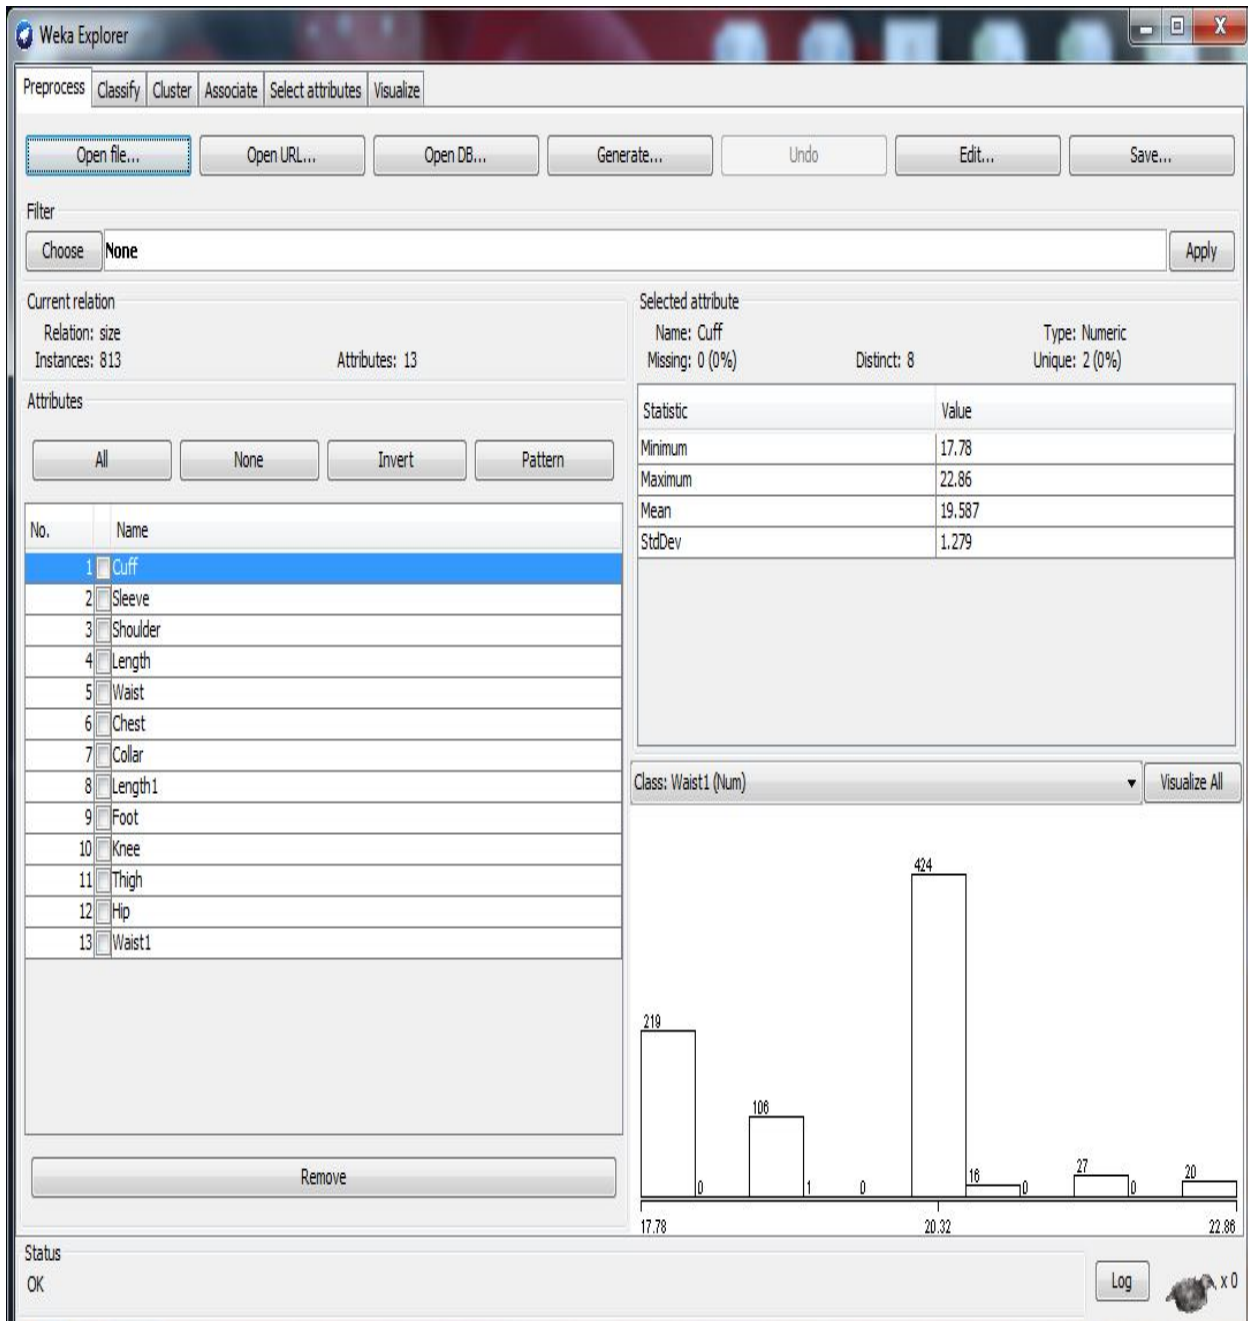 Weka Explorer
Preprocess Classify Cluster Associate Select attributes Visualize
Open file... Open URL... Open DB... Generate... Undo Edit... Save...
Filter
Choose None Apply
Current relation
Relation: size
Instances: 813 Attributes: 13
Attributes
All None Invert Pattern
No. Name
1 Cuff
2 Sleeve
3 Shoulder
4 Length
5 Waist
6 Chest
7 Collar
8 Length1
9 Foot
10 Knee
11 Thigh
12 Hip
13 Waist1
Remove
Selected attribute
Name: Cuff Type: Numeric
Missing: 0 (0%) Distinct: 8 Unique: 2 (0%)
Statistic Value
Minimum 17.78
Maximum 22.86
Mean 19.587
StdDev 1.279
Class: Waist1 (Num) Visualize All
424
219
106
27 20
16
0 1 0 0 0
17.78 20.32 22.86
Status
OK
Log x 0